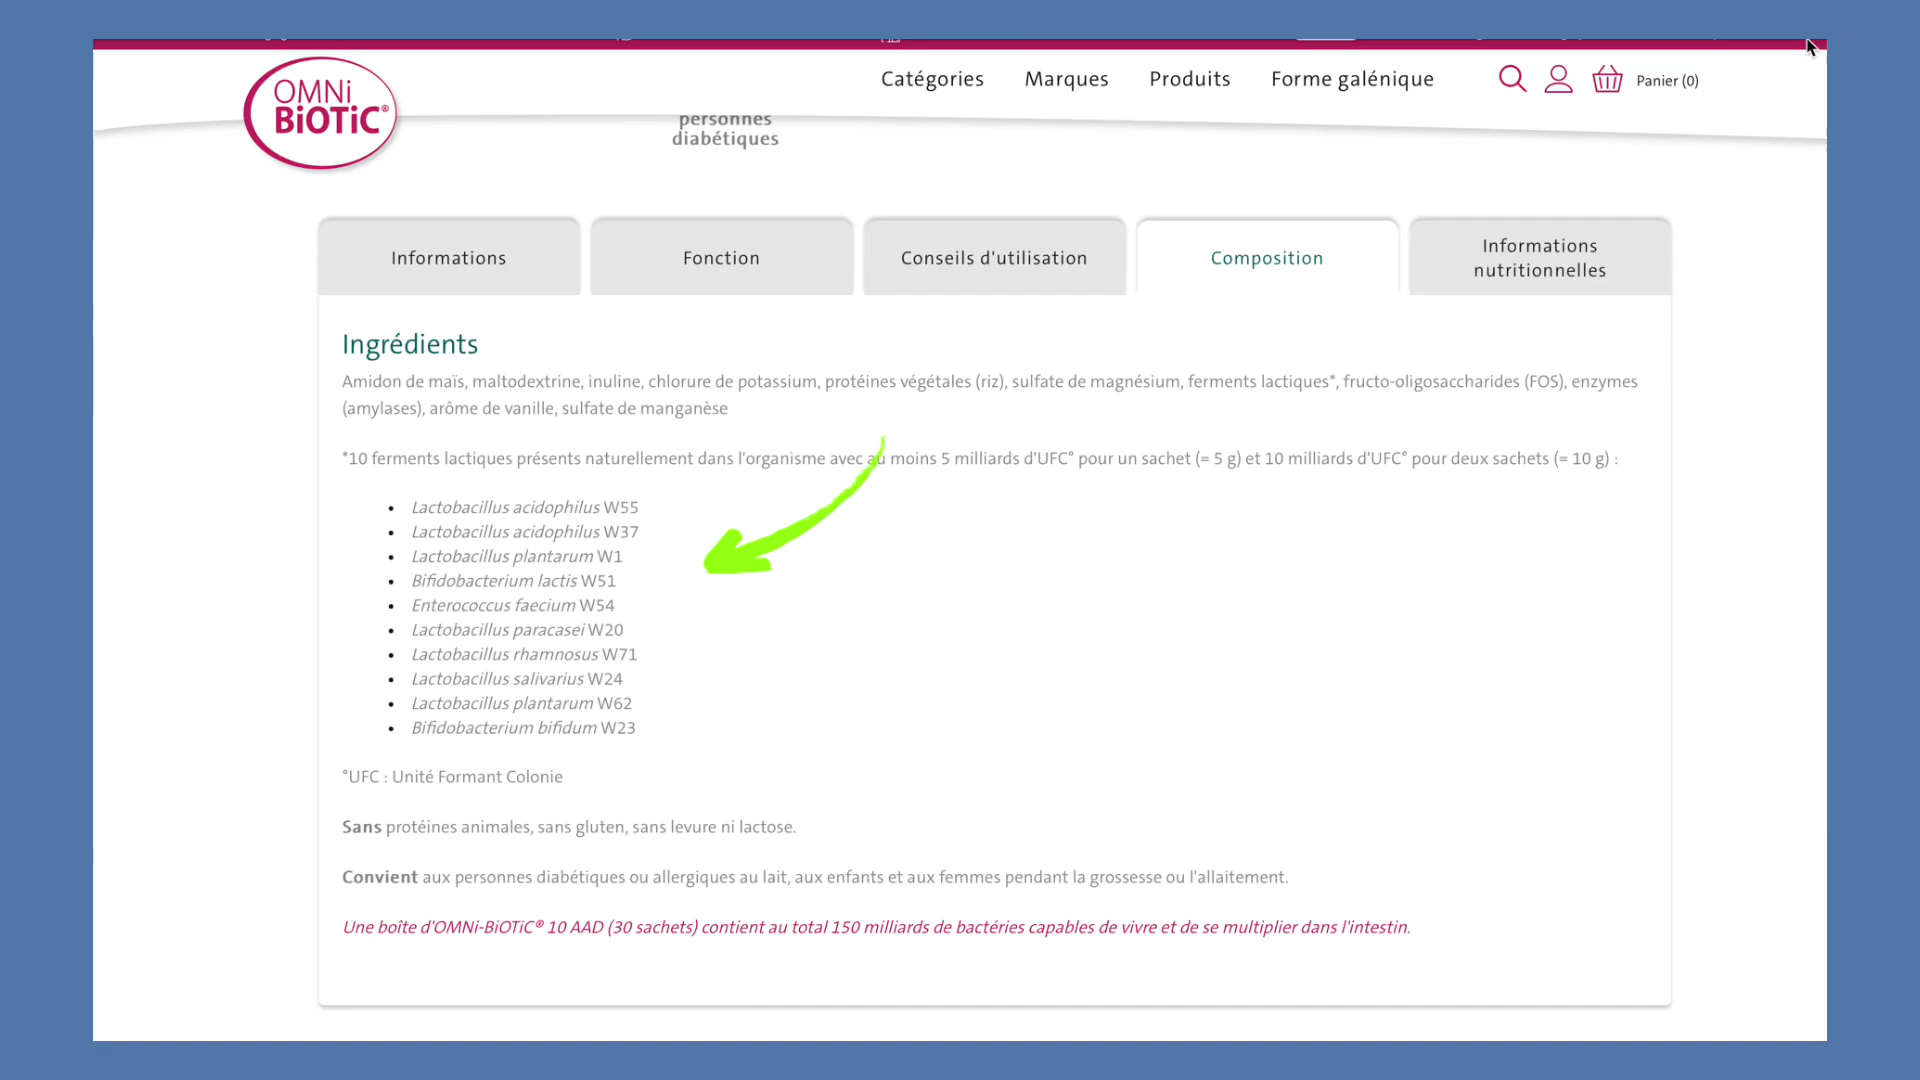 OMNi
BiOTiC®
Catégories
Marques
Produits
Forme galénique
Panier (0)
personnes
diabétiques
Informations
Fonction
Conseils d'utilisation
Composition
Informations
nutritionnelles
Ingrédients
Amidon de maïs, maltodextrine, inuline, chlorure de potassium, protéines végétales (riz), sulfate de magnésium, ferments lactiques*, fructo-oligosaccharides (FOS), enzymes
(amylases), arôme de vanille, sulfate de manganèse
*10 ferments lactiques présents naturellement dans l'organisme avec au moins 5 milliards d'UFC° pour un sachet (= 5 g) et 10 milliards d'UFC° pour deux sachets (= 10 g) :
• Lactobacillus acidophilus W55
• Lactobacillus acidophilus W37
• Lactobacillus plantarum W1
• Bifidobacterium lactis W51
• Enterococcus faecium W54
• Lactobacillus paracasei W20
• Lactobacillus rhamnosus W71
• Lactobacillus salivarius W24
• Lactobacillus plantarum W62
• Bifidobacterium bifidum W23
°UFC : Unité Formant Colonie
Sans protéines animales, sans gluten, sans levure ni lactose.
Convient aux personnes diabétiques ou allergiques au lait, aux enfants et aux femmes pendant la grossesse ou l'allaitement.
Une boîte d'OMNi-BiOTiC® 10 AAD (30 sachets) contient au total 150 milliards de bactéries capables de vivre et de se multiplier dans l'intestin.